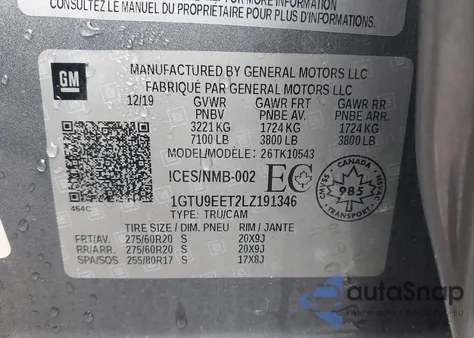 CONSULTEZ LE MANUEL DU PROPRIÉTAIRE POUR PLUS D'INFORMATION
GM
MANUFACTURED BY GENERAL MOTORS LLC
FABRIQUÉ PAR GENERAL MOTORS LLC
12/19 GVWR GAWR FRT GAWR RR
PNBV PNBE AV. PNBE AR.
3221 KG 1724 KG 1724 KG
7100 LB 3800 LB 3800 LB
MODEL/MODÈLE: 26TK10543
ICES/NMB-002 EC
CANADA
985
464C
1GTU9EET2LZ191346
TYPE: TRU/CAM
TIRE SIZE / DIM. PNEU RIM / JANTE
FRT/AV. 275/60R20 S 20X9J
RR/ARR. 275/60R20 S 20X9J
SPA/SOS 255/80R17 S 17X8J
autoSnap